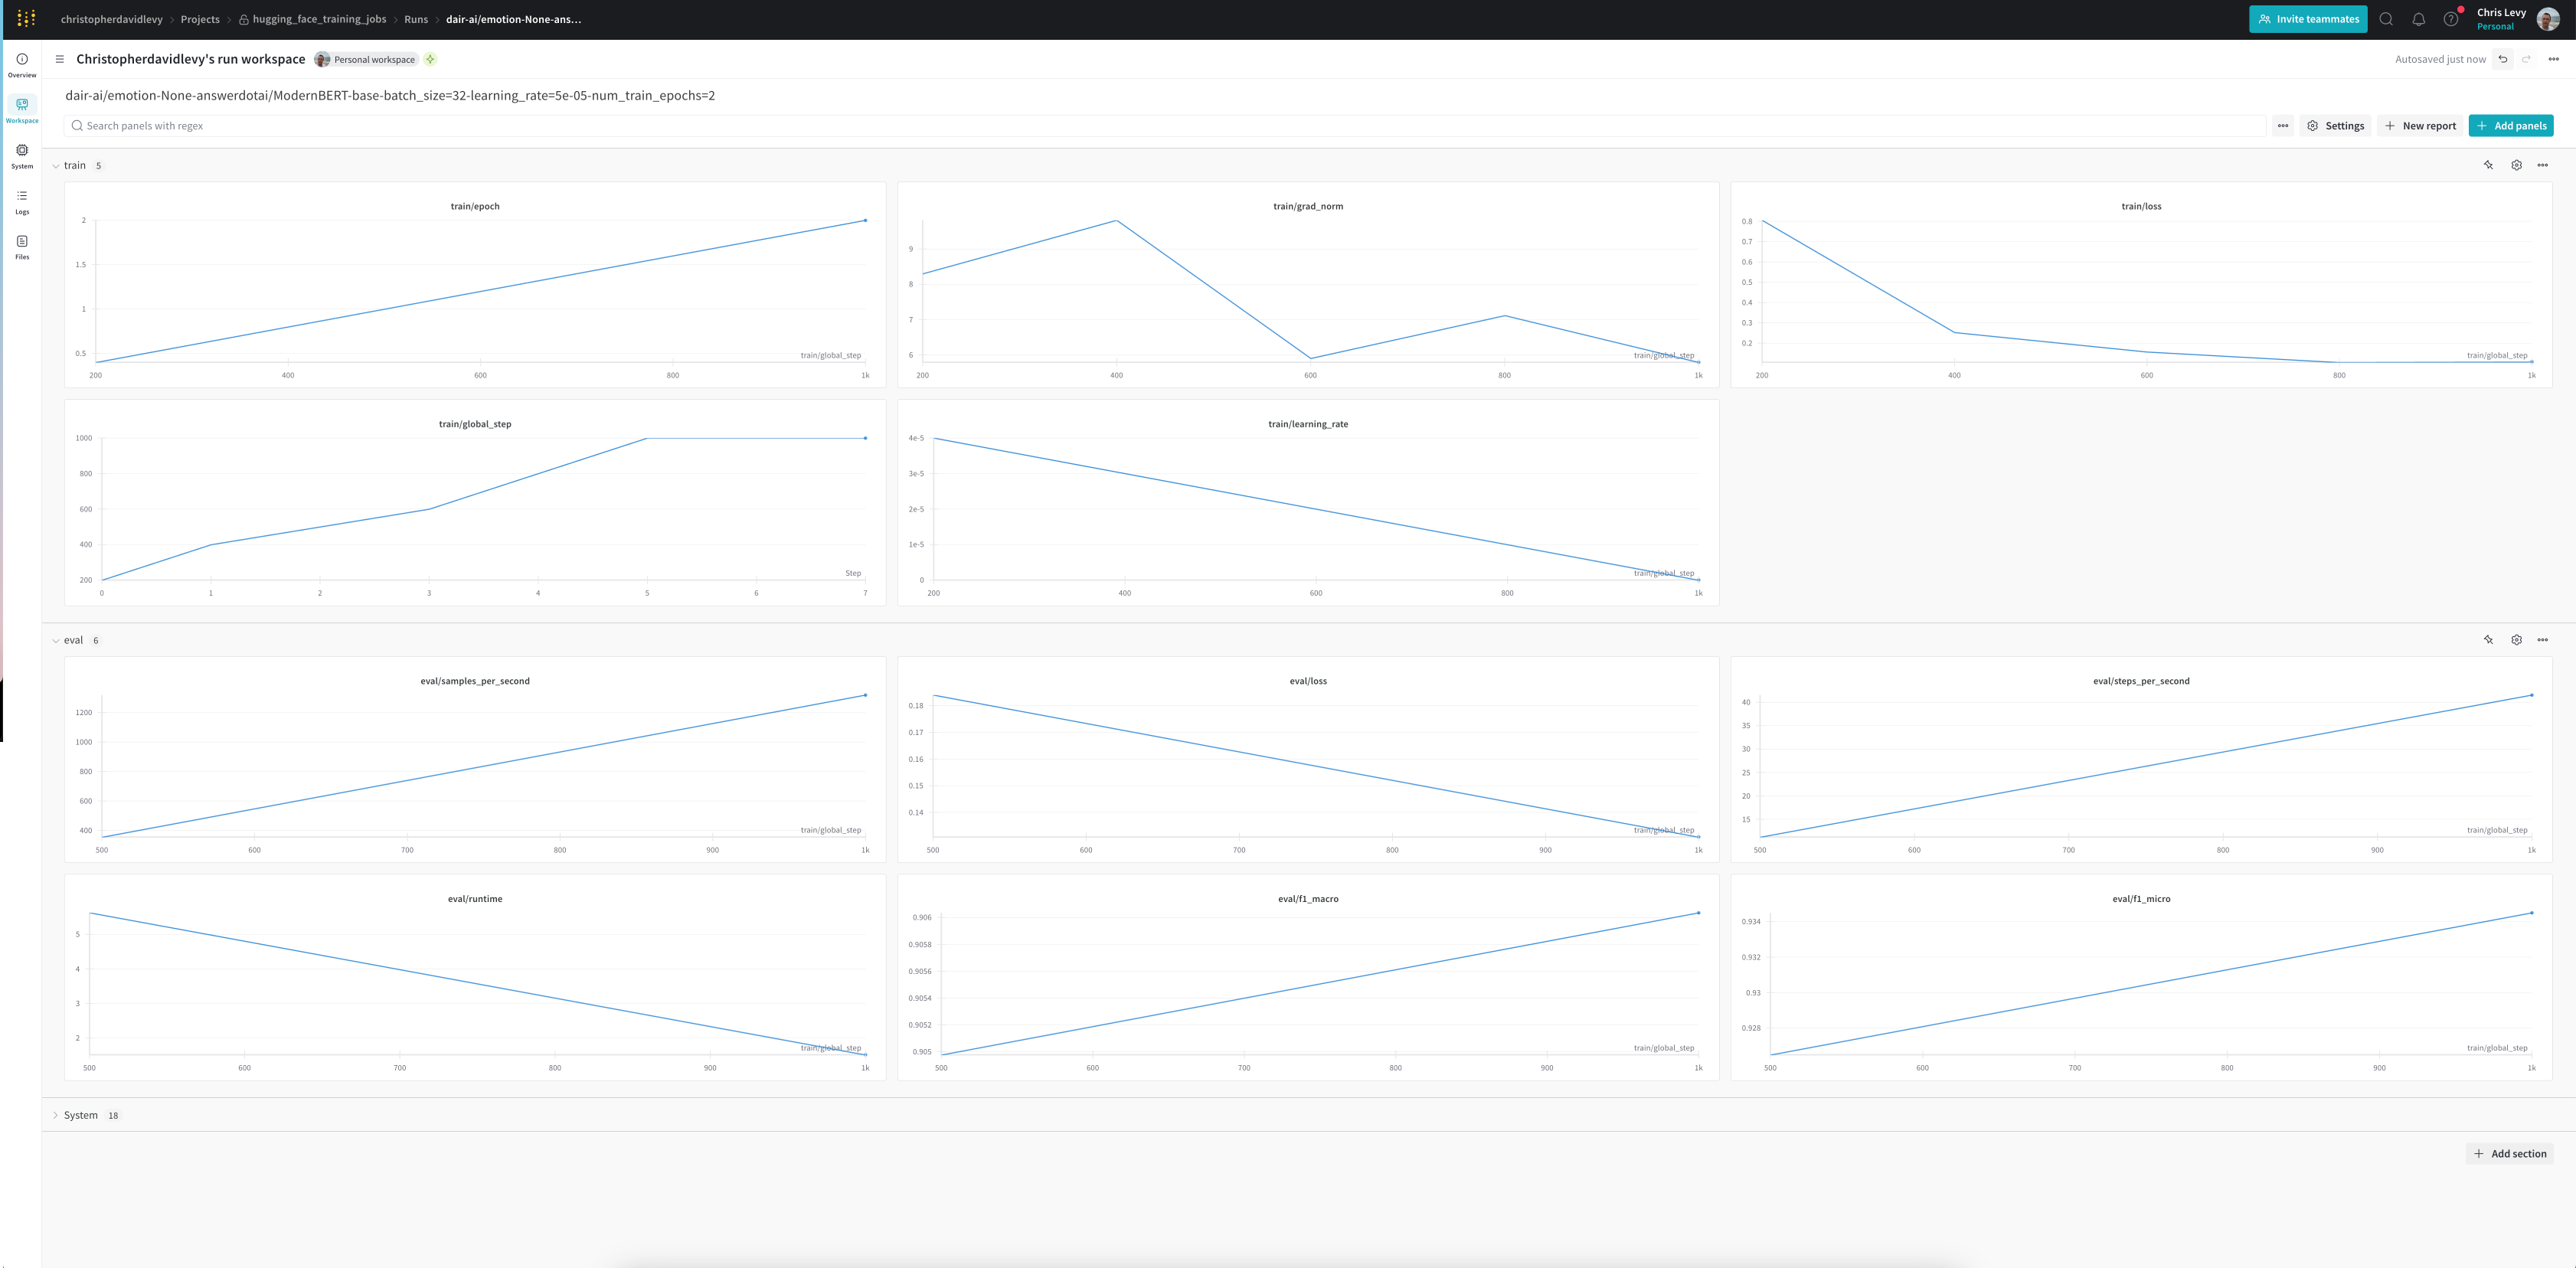 christopherdavidlevy > Projects > hugging_face_training_jobs > Runs > dair-ai/emotion-None-ans...
Invite teammates
Chris Levy
Personal
Christopherdavidlevy's run workspace Personal workspace
Autosaved just now
Overview
Workspace
System
Logs
Files
dair-ai/emotion-None-answerdotai/ModernBERT-base-batch_size=32-learning_rate=5e-05-num_train_epochs=2
Search panels with regex
Settings
New report
Add panels
train 5
train/epoch
2
1.5
1
0.5
train/global_step
200 400 600 800 1k
train/grad_norm
9
8
7
6
train/global_step
200 400 600 800 1k
train/loss
0.8
0.7
0.6
0.5
0.4
0.3
0.2
train/global_step
200 400 600 800 1k
train/global_step
1000
800
600
400
200
Step
0 1 2 3 4 5 6 7
train/learning_rate
4e-5
3e-5
2e-5
1e-5
0
train/global_step
200 400 600 800 1k
eval 6
eval/samples_per_second
1200
1000
800
600
400
train/global_step
500 600 700 800 900 1k
eval/loss
0.18
0.17
0.16
0.15
0.14
train/global_step
500 600 700 800 900 1k
eval/steps_per_second
40
35
30
25
20
15
train/global_step
500 600 700 800 900 1k
eval/runtime
5
4
3
2
train/global_step
500 600 700 800 900 1k
eval/f1_macro
0.906
0.9058
0.9056
0.9054
0.9052
0.905
train/global_step
500 600 700 800 900 1k
eval/f1_micro
0.934
0.932
0.93
0.928
train/global_step
500 600 700 800 900 1k
System 18
Add section